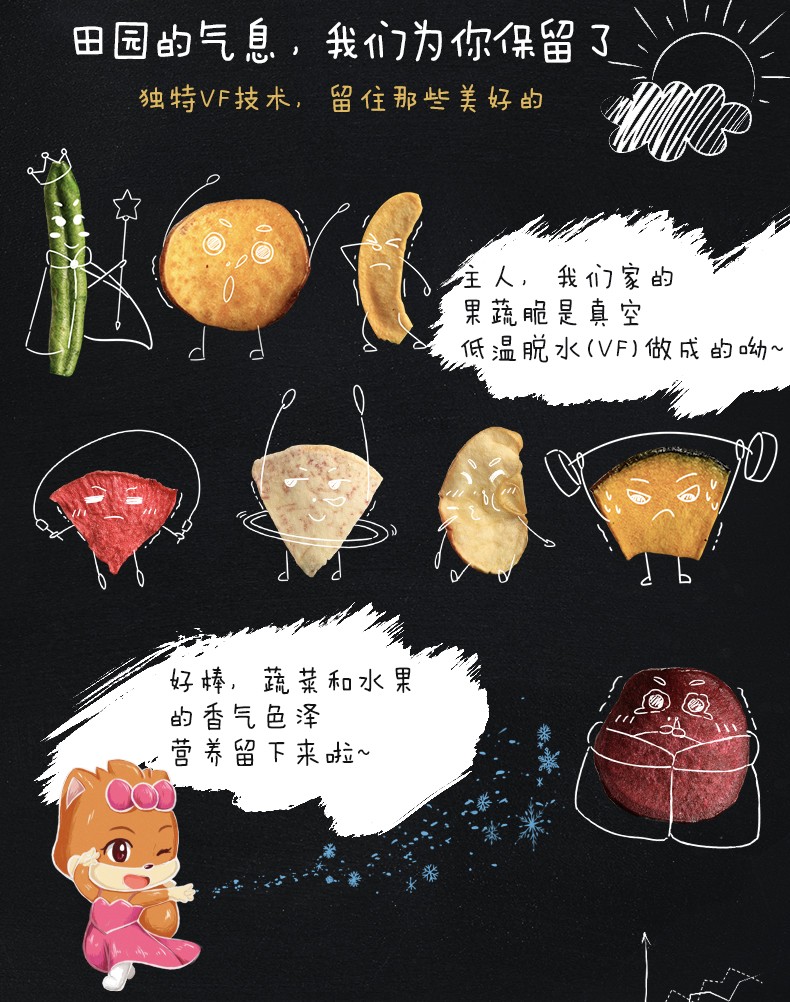 田园的气息，我们为你保留了
独特VF技术，留住那些美好的
主人，我们家的
果蔬脆是真空
低温脱水(VF)做成的呦~
好棒，蔬菜和水果
的香气色泽
营养留下来啦~